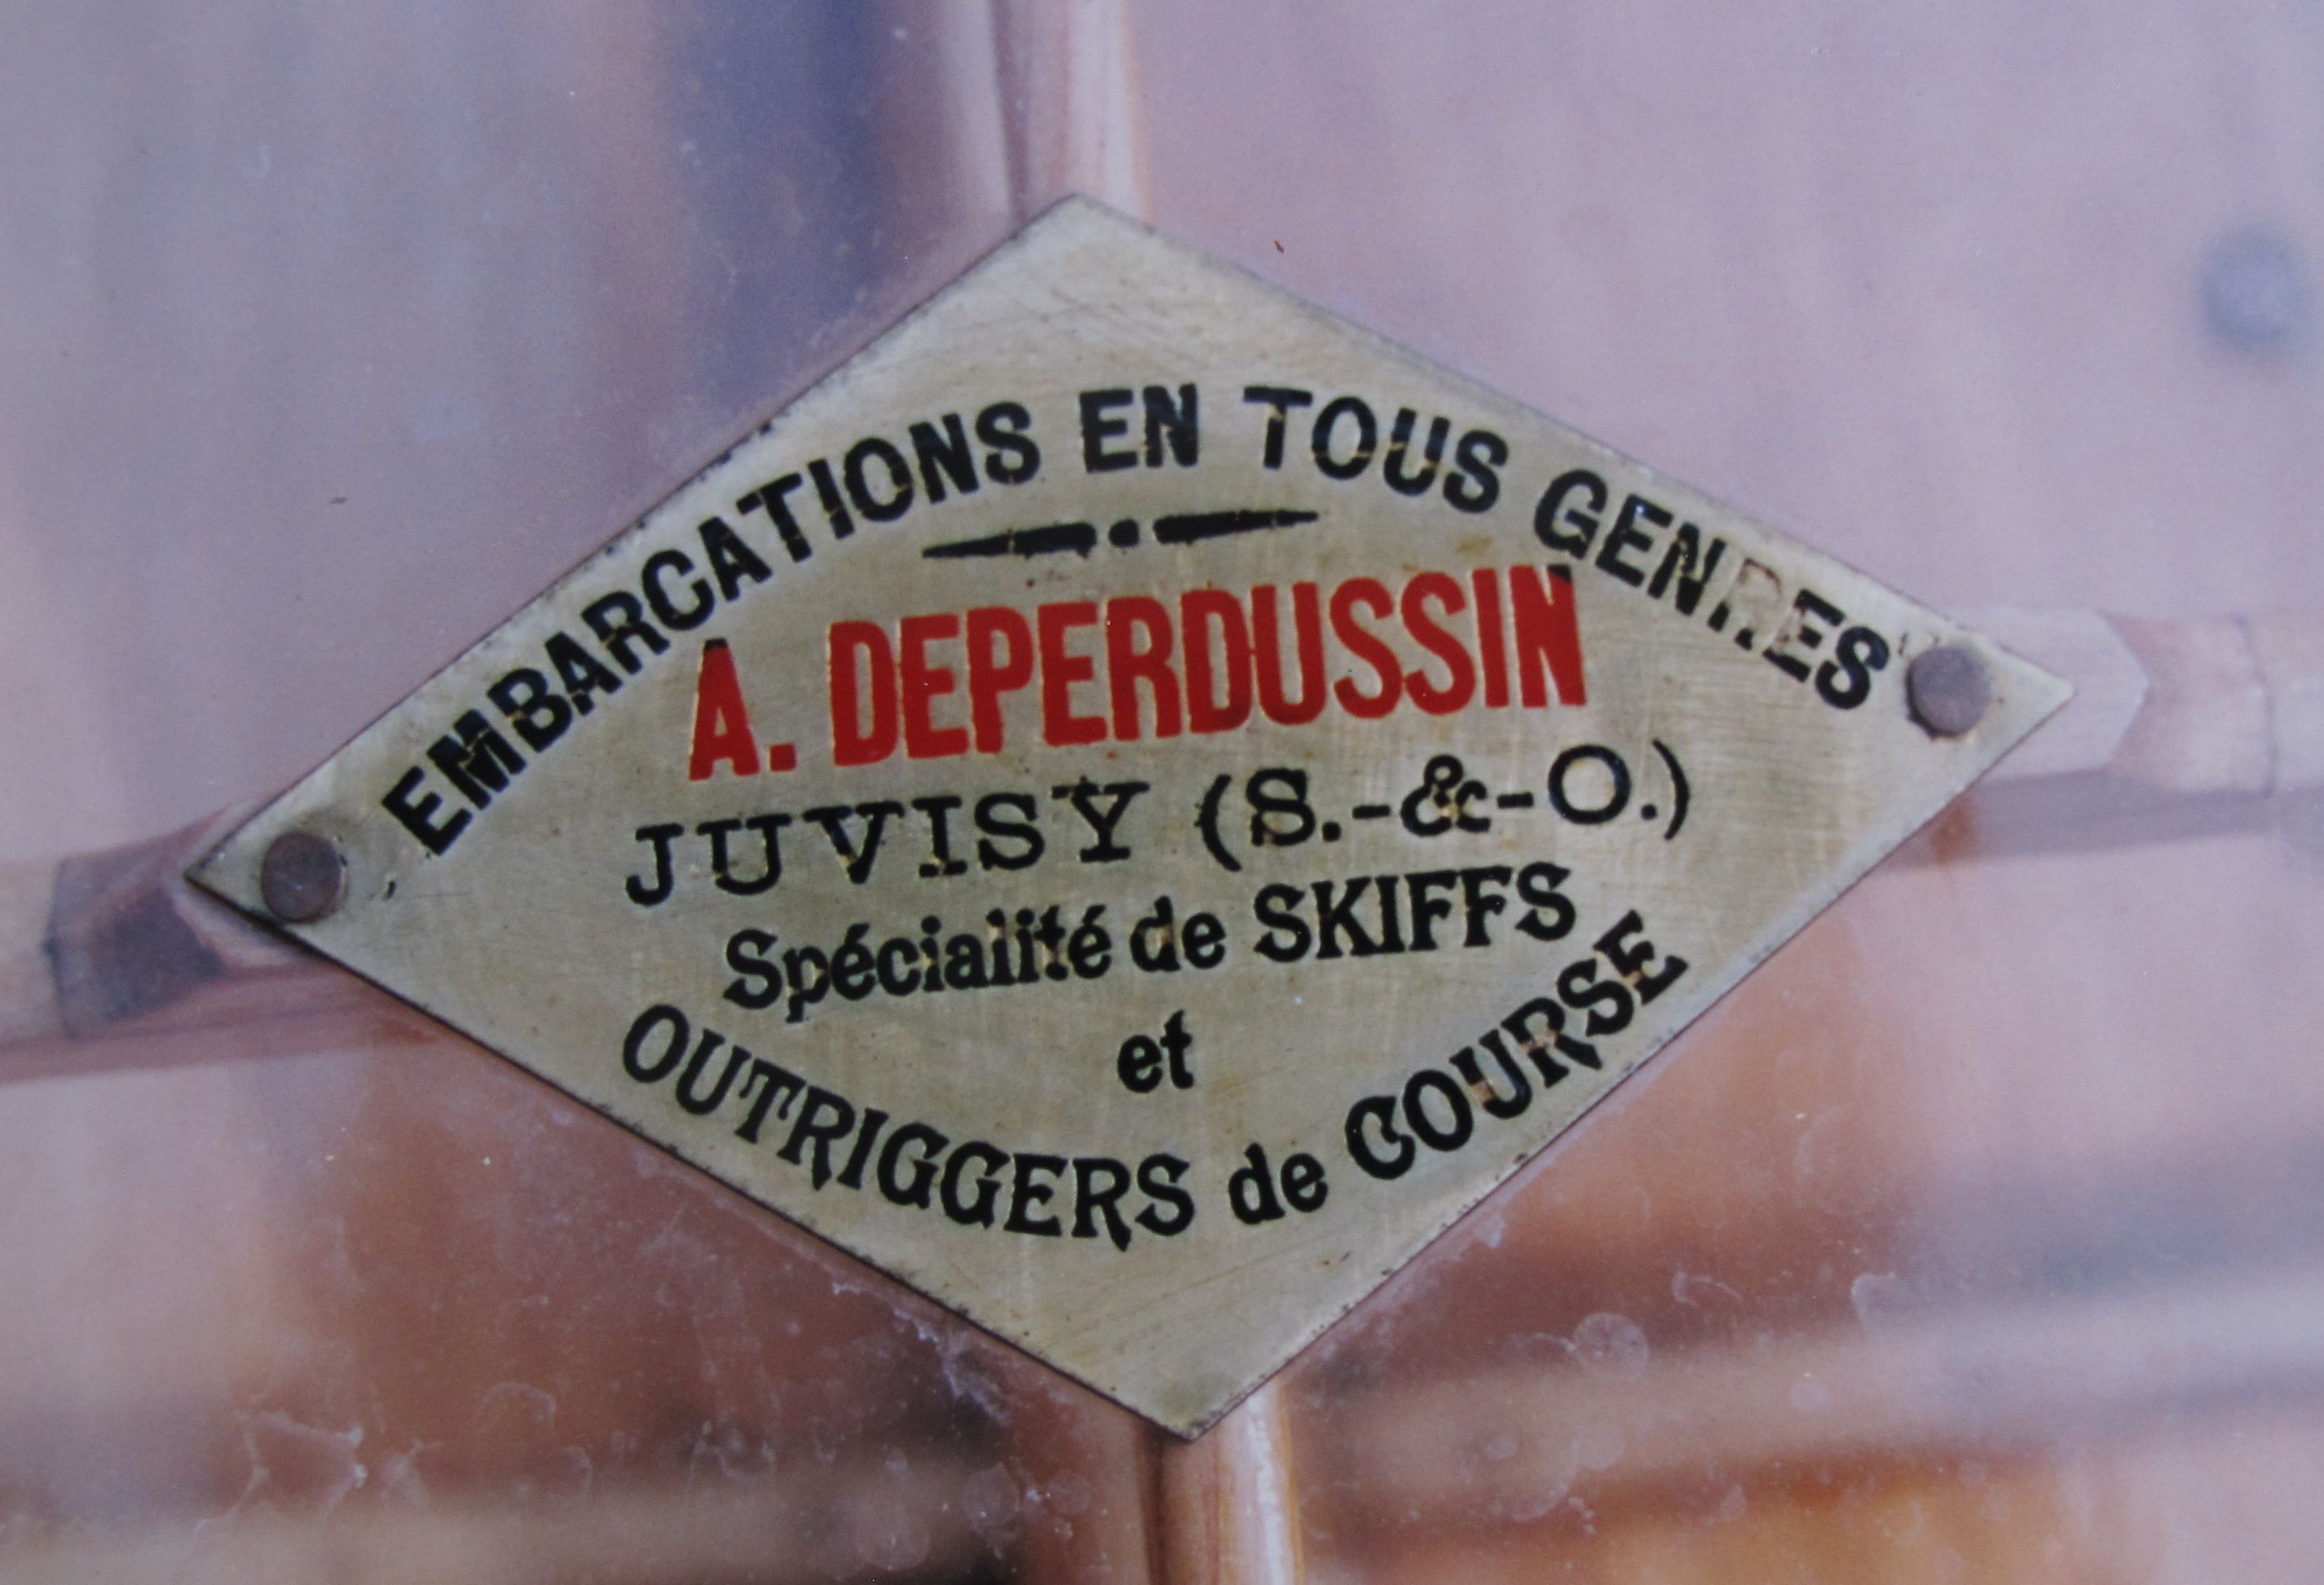 EMBARCATIONS EN TOUS GENRES
A. DEPERDUSSIN
JUVISY (S.-&-O.)
Spécialité de SKIFFS
et
OUTRIGGERS de COURSE